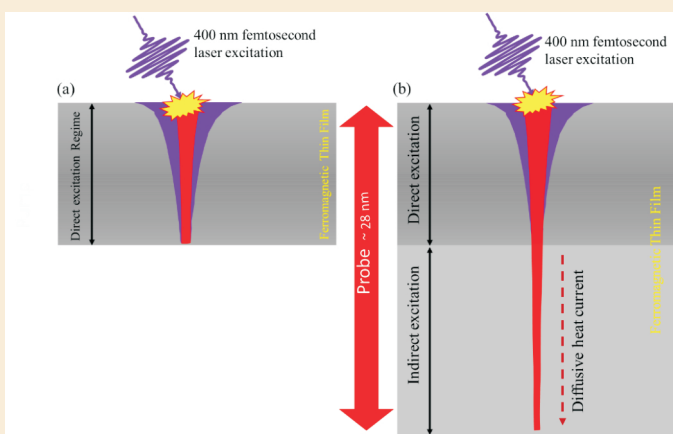 400 nm femtosecond
laser excitation
(a)
Direct excitation Regime
Ferromagnetic Thin Film
Probe ~ 28 nm
400 nm femtosecond
laser excitation
(b)
Direct excitation
Indirect excitation
Diffusive heat current
Ferromagnetic Thin Film